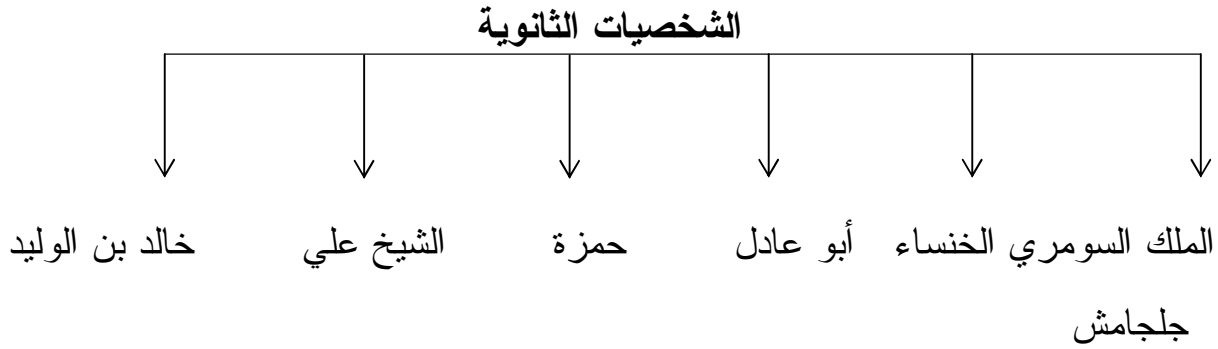 الشخصيات الثانوية
الملك السومري الخنساء أبو عادل حمزة الشيخ علي خالد بن الوليد
جلجامش